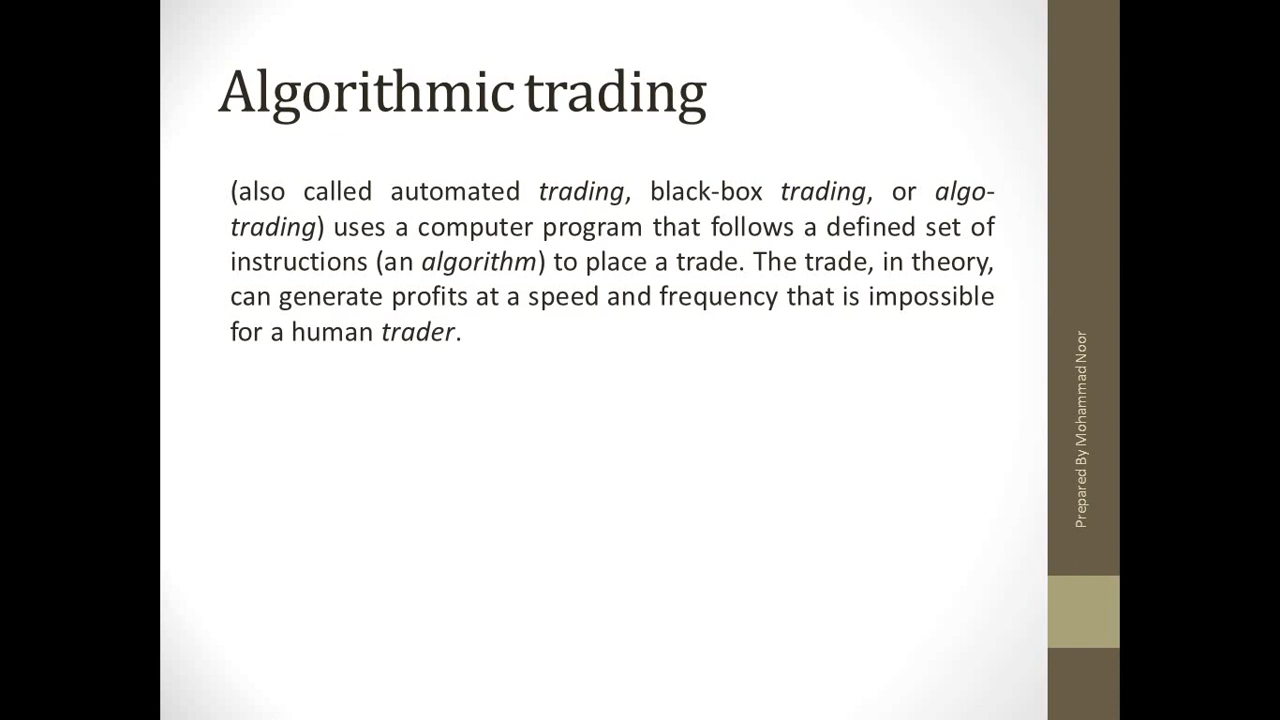 Algorithmic trading
(also called automated trading, black-box trading, or algo-
trading) uses a computer program that follows a defined set of
instructions (an algorithm) to place a trade. The trade, in theory,
can generate profits at a speed and frequency that is impossible
for a human trader.
Prepared By Mohammad Noor